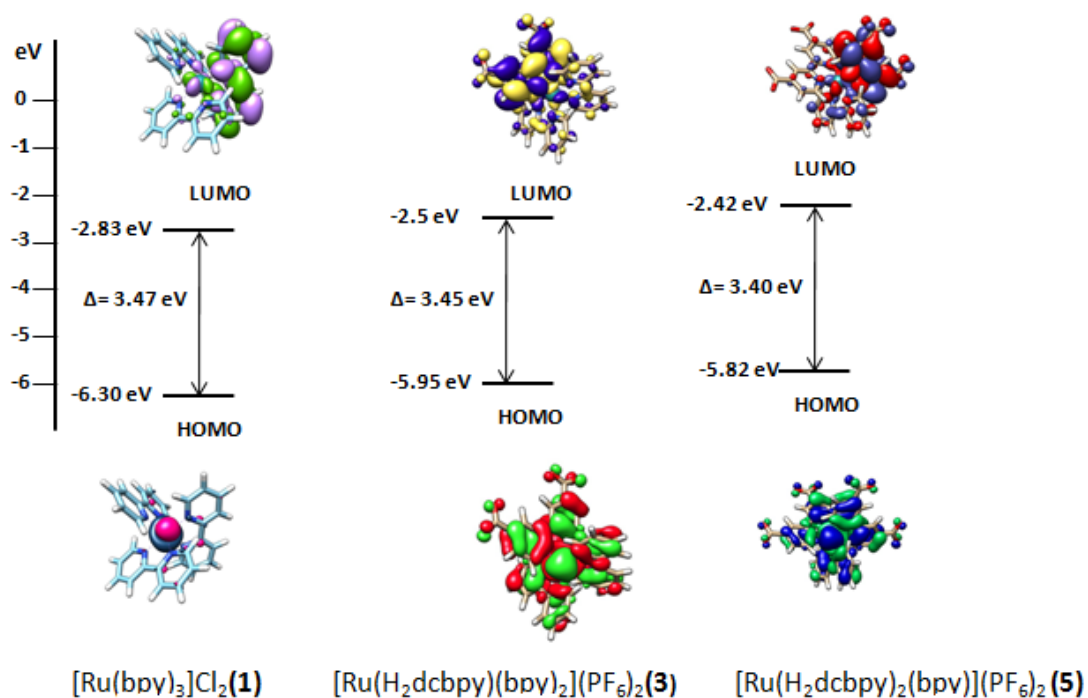 eV
0
-1
-2
-3
-4
-5
-6
LUMO
-2.83 eV
Δ= 3.47 eV
-6.30 eV
HOMO
LUMO
-2.5 eV
Δ= 3.45 eV
-5.95 eV
HOMO
LUMO
-2.42 eV
Δ= 3.40 eV
-5.82 eV
HOMO
[Ru(bpy)₃]Cl₂(1)
[Ru(H₂dcbpy)(bpy)₂](PF₆)₂(3)
[Ru(H₂dcbpy)₂(bpy)](PF₆)₂ (5)